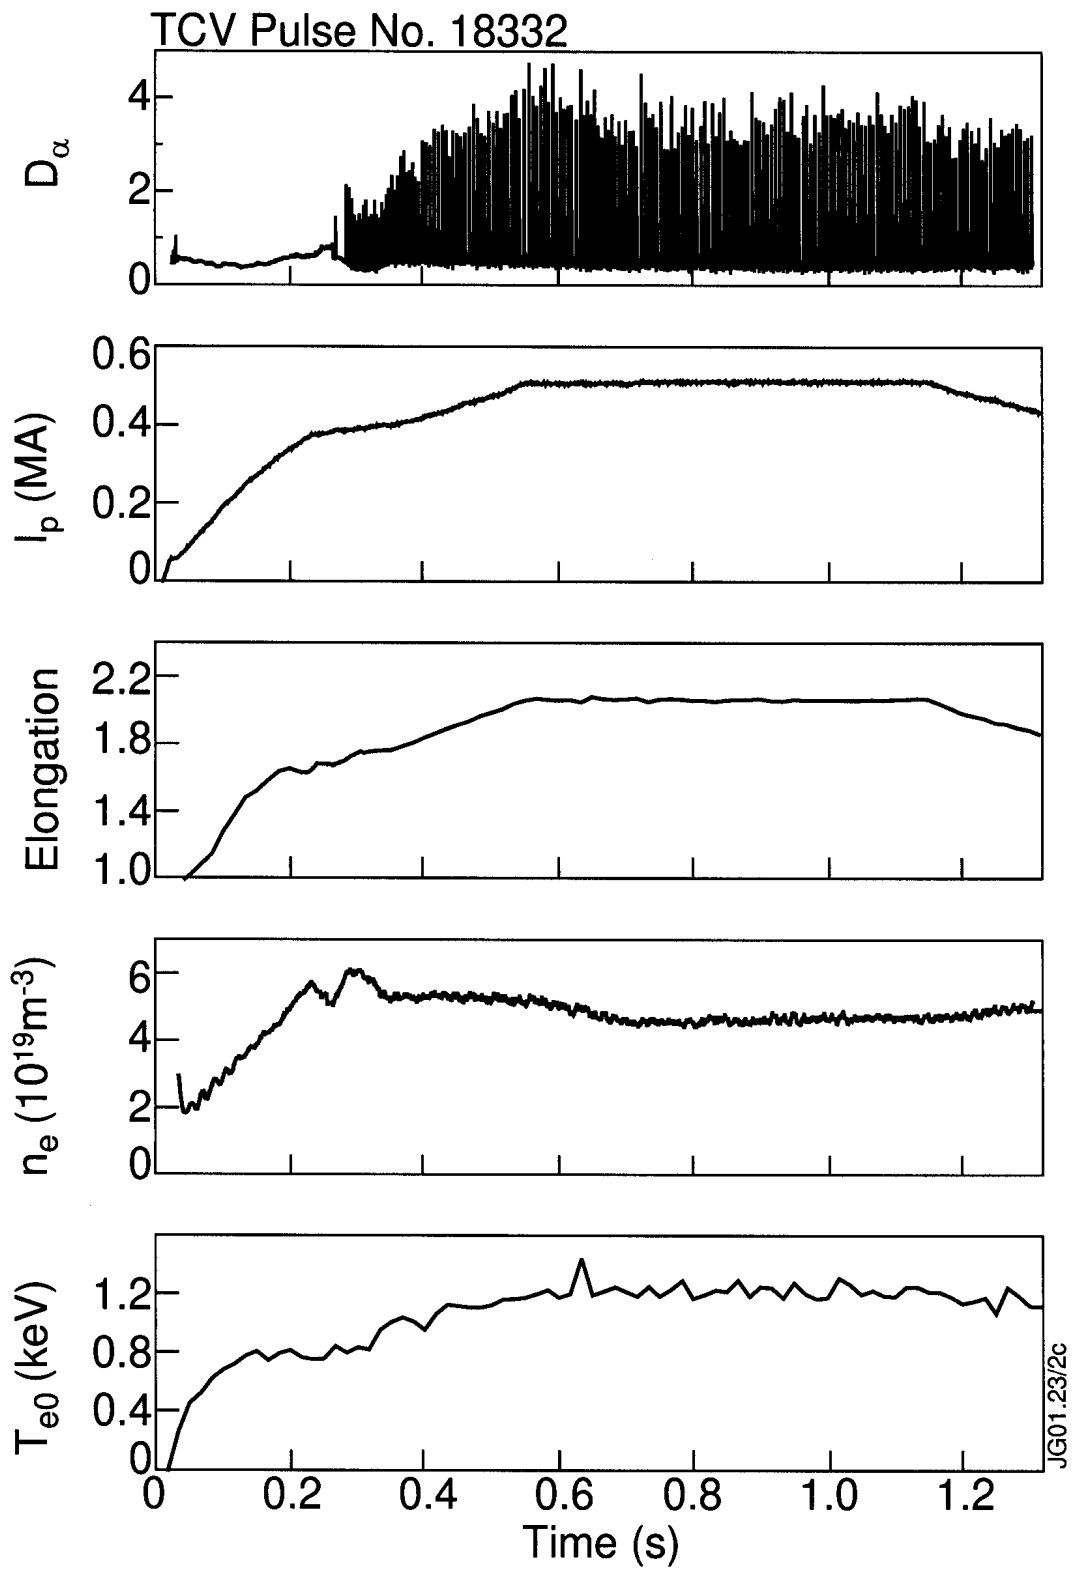 TCV Pulse No. 18332
Dα
4
2
0
Ip (MA)
0.6
0.4
0.2
0
Elongation
2.2
1.8
1.4
1.0
ne (10¹⁹m⁻³)
6
4
2
0
Te0 (keV)
1.2
0.8
0.4
0
0 0.2 0.4 0.6 0.8 1.0 1.2
Time (s)
JG01.23/2c